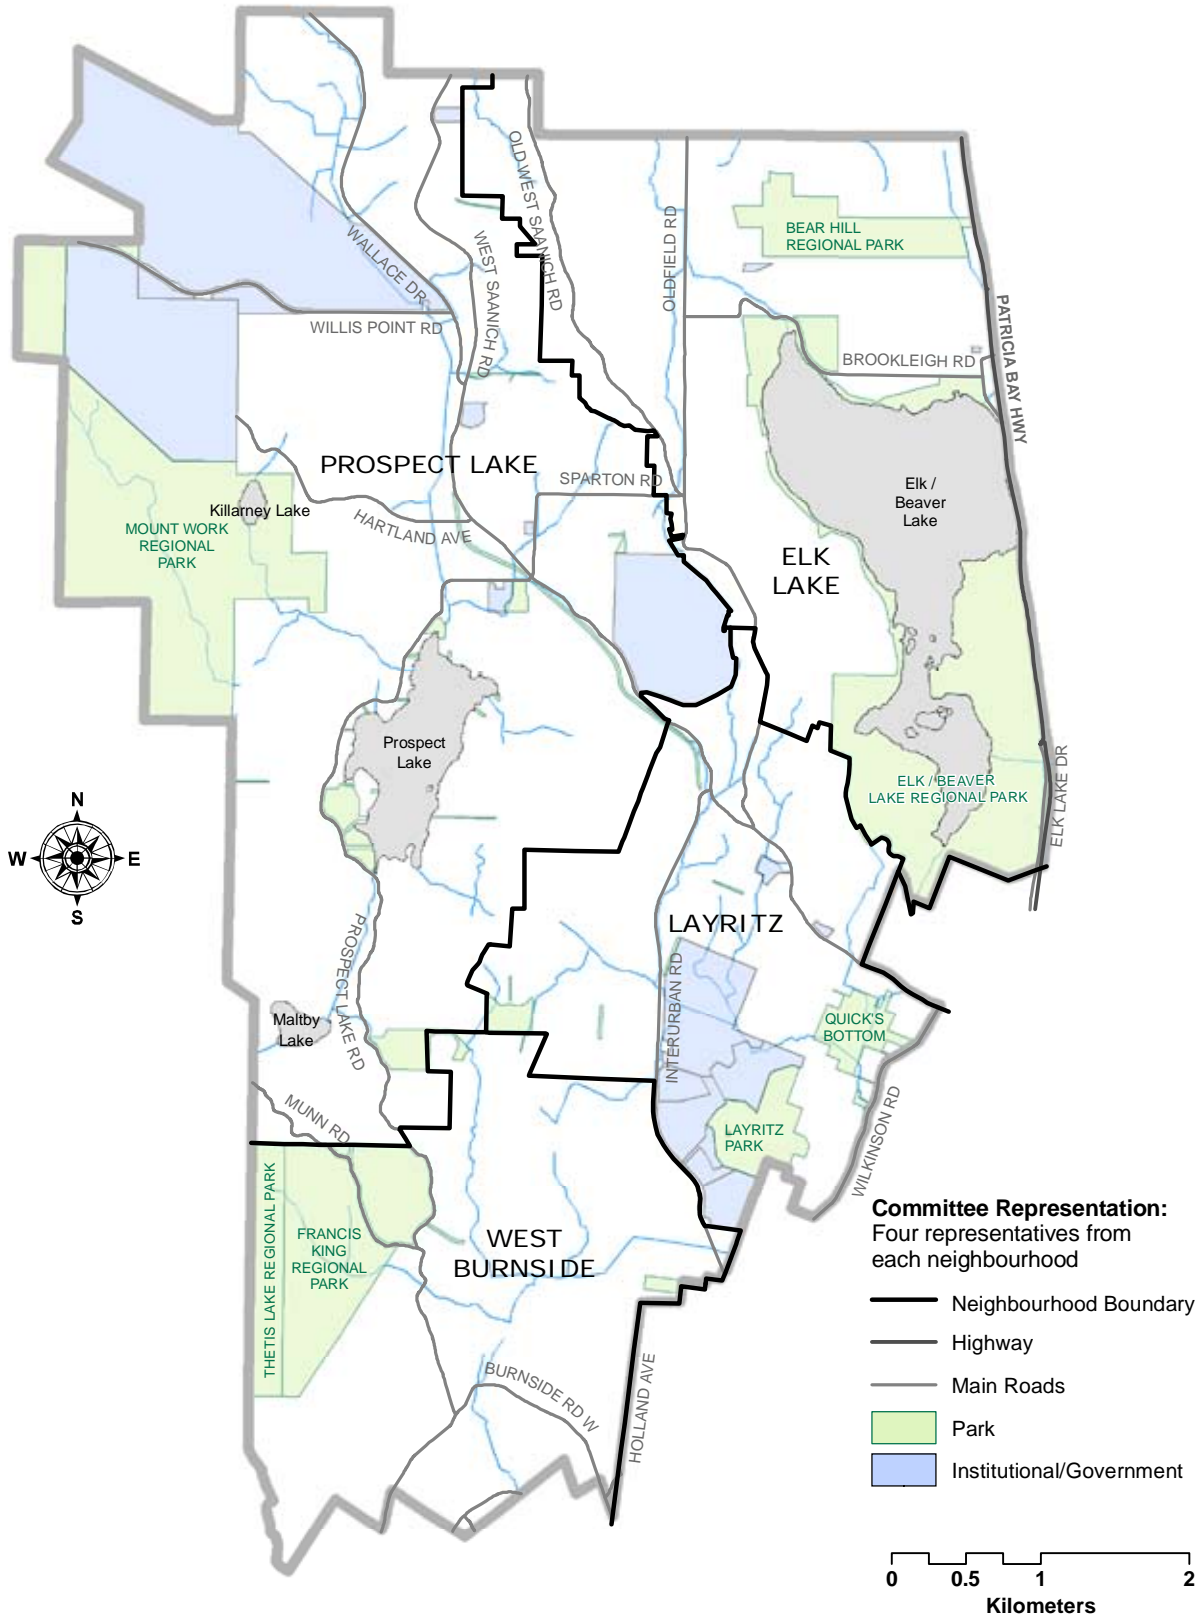 OLD WEST SAANICH RD
WALLACE DR
WEST SAANICH RD
OLDFIELD RD
BEAR HILL
REGIONAL PARK
WILLIS POINT RD
PATRICIA BAY HWY
BROOKLEIGH RD
PROSPECT LAKE
SPARTON RD
Elk /
Beaver
Lake
Killarney Lake
HARTLAND AVE
MOUNT WORK
REGIONAL
PARK
ELK
LAKE
Prospect
Lake
ELK / BEAVER
LAKE REGIONAL PARK
ELK LAKE DR
N
W
E
S
PROSPECT LAKE RD
LAYRITZ
INTERURBAN RD
Maltby
Lake
QUICK'S
BOTTOM
MUNN RD
LAYRITZ
PARK
WILKINSON RD
THETIS LAKE REGIONAL PARK
FRANCIS
KING
REGIONAL
PARK
WEST
BURNSIDE
BURNSIDE RD W
HOLLAND AVE
Committee Representation:
Four representatives from
each neighbourhood
Neighbourhood Boundary
Highway
Main Roads
Park
Institutional/Government
0 0.5 1 2
Kilometers